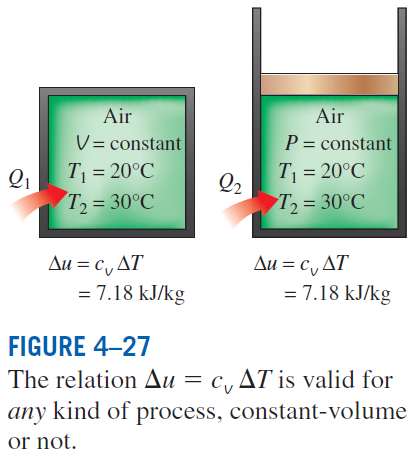 Air
V = constant
T₁ = 20°C
T₂ = 30°C
Q₁
Δu = cᵥ ΔT
= 7.18 kJ/kg
Air
P = constant
T₁ = 20°C
T₂ = 30°C
Q₂
Δu = cᵥ ΔT
= 7.18 kJ/kg
FIGURE 4–27
The relation Δu = cᵥ ΔT is valid for
any kind of process, constant-volume
or not.